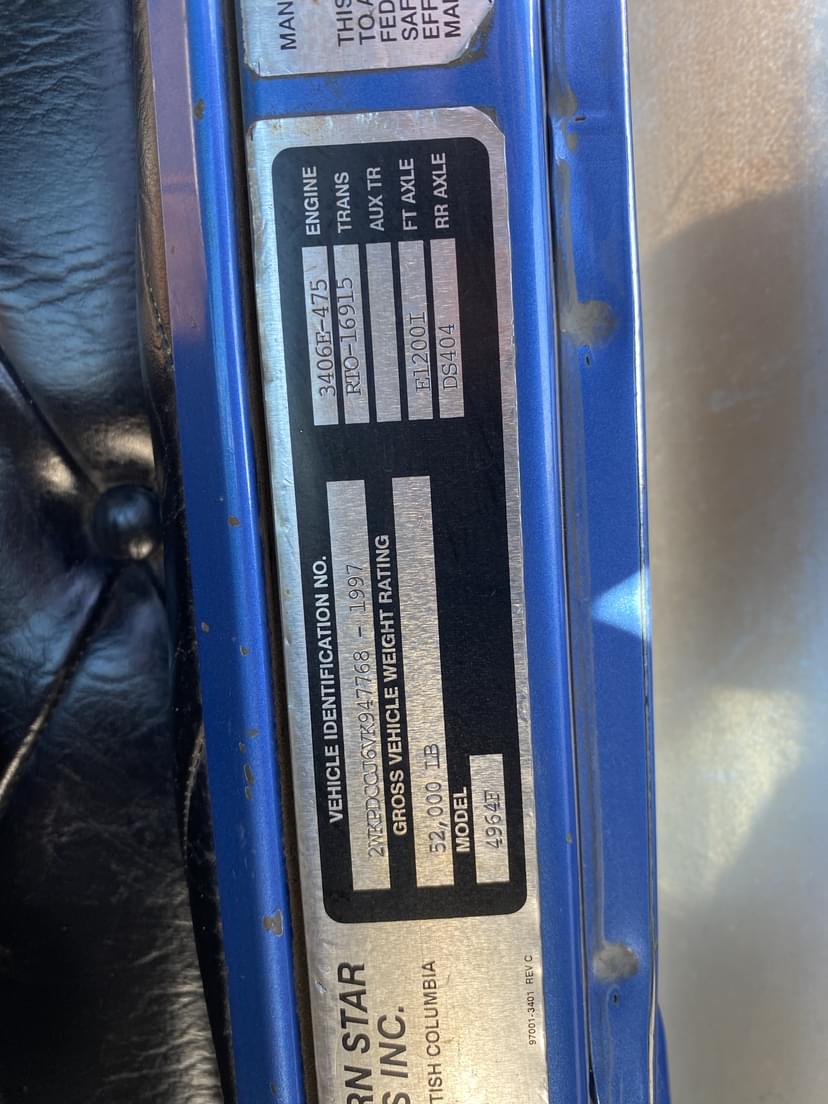 RN STAR
S INC.
TISH COLUMBIA
97001-3401 REV C
VEHICLE IDENTIFICATION NO.
2WKPDCCJ6VK947768 - 1997
GROSS VEHICLE WEIGHT RATING
52,000 LB
MODEL
4964F
3406E-475 ENGINE
RTO-16915 TRANS
AUX TR
E1200I FT AXLE
DS404 RR AXLE
MAN
THIS
TO A
FED
SAF
EFF
MAN